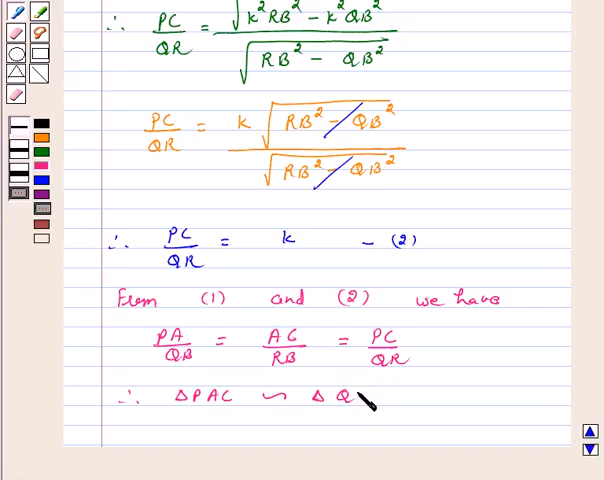 ∴ PC/QR = √(k²RB² − k²QB²) / √(RB² − QB²)
PC/QR = k √(RB² − QB²) / √(RB² − QB²)
∴ PC/QR = k – (2)
From (1) and (2) we have
PA/QB = AC/RB = PC/QR
∴ ΔPAC ∽ Δ Q